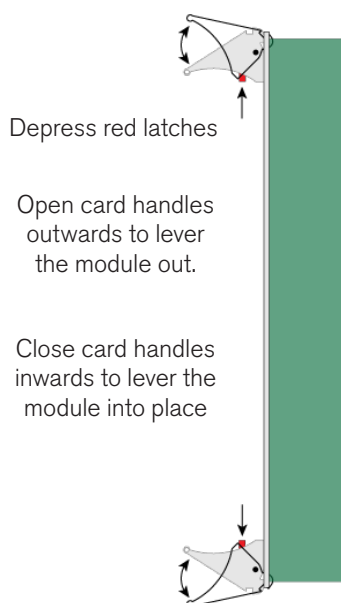 Depress red latches
Open card handles
outwards to lever
the module out.
Close card handles
inwards to lever the
module into place